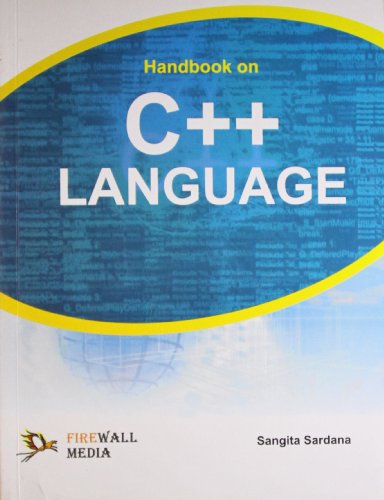 Handbook on
C++
LANGUAGE
FIREWALL
MEDIA
Sangita Sardana